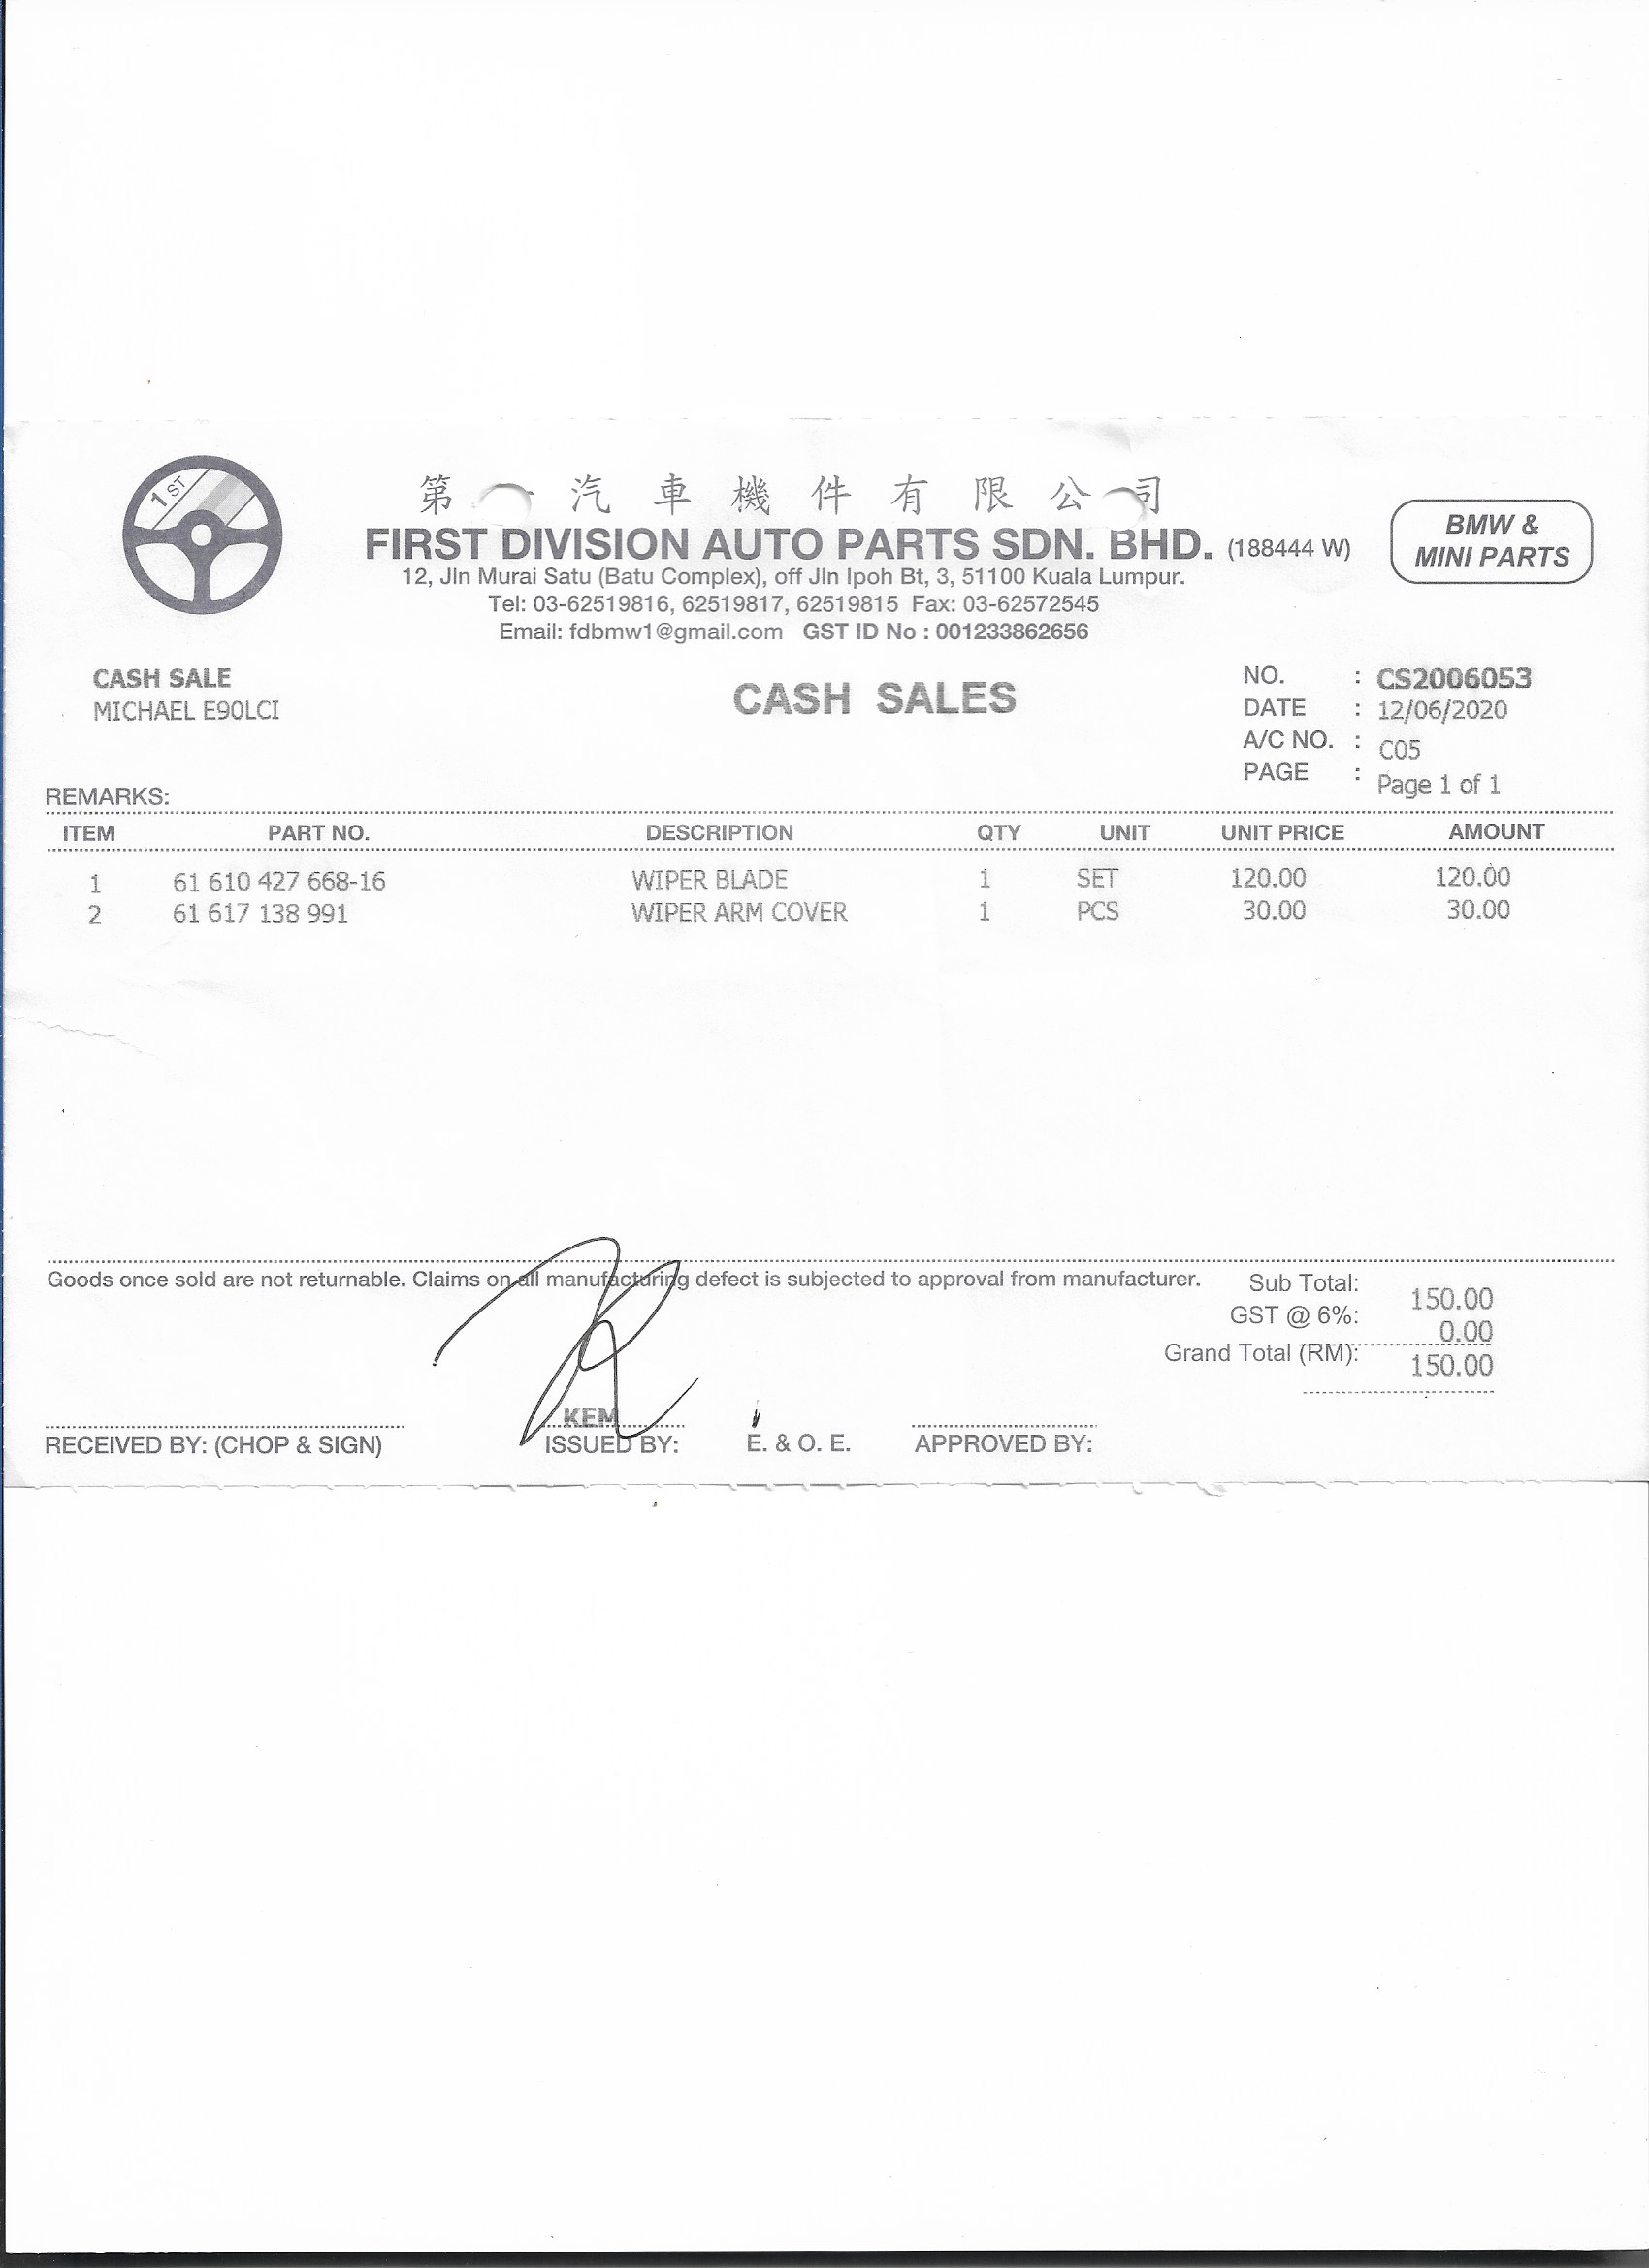 1 ST
第 汽 車 機 件 有 限 公 司
FIRST DIVISION AUTO PARTS SDN. BHD. (188444 W)
BMW &
MINI PARTS
12, Jln Murai Satu (Batu Complex), off Jln Ipoh Bt, 3, 51100 Kuala Lumpur.
Tel: 03-62519816, 62519817, 62519815 Fax: 03-62572545
Email: fdbmw1@gmail.com GST ID No : 001233862656
CASH SALE
MICHAEL E90LCI
CASH SALES
NO. : CS2006053
DATE : 12/06/2020
A/C NO. : C05
PAGE : Page 1 of 1
REMARKS:
ITEM PART NO. DESCRIPTION QTY UNIT UNIT PRICE AMOUNT
1 61 610 427 668-16 WIPER BLADE 1 SET 120.00 120.00
2 61 617 138 991 WIPER ARM COVER 1 PCS 30.00 30.00
Goods once sold are not returnable. Claims on all manufacturing defect is subjected to approval from manufacturer.
Sub Total: 150.00
GST @ 6%: 0.00
Grand Total (RM): 150.00
KEM
RECEIVED BY: (CHOP & SIGN) ISSUED BY: E. & O. E. APPROVED BY: